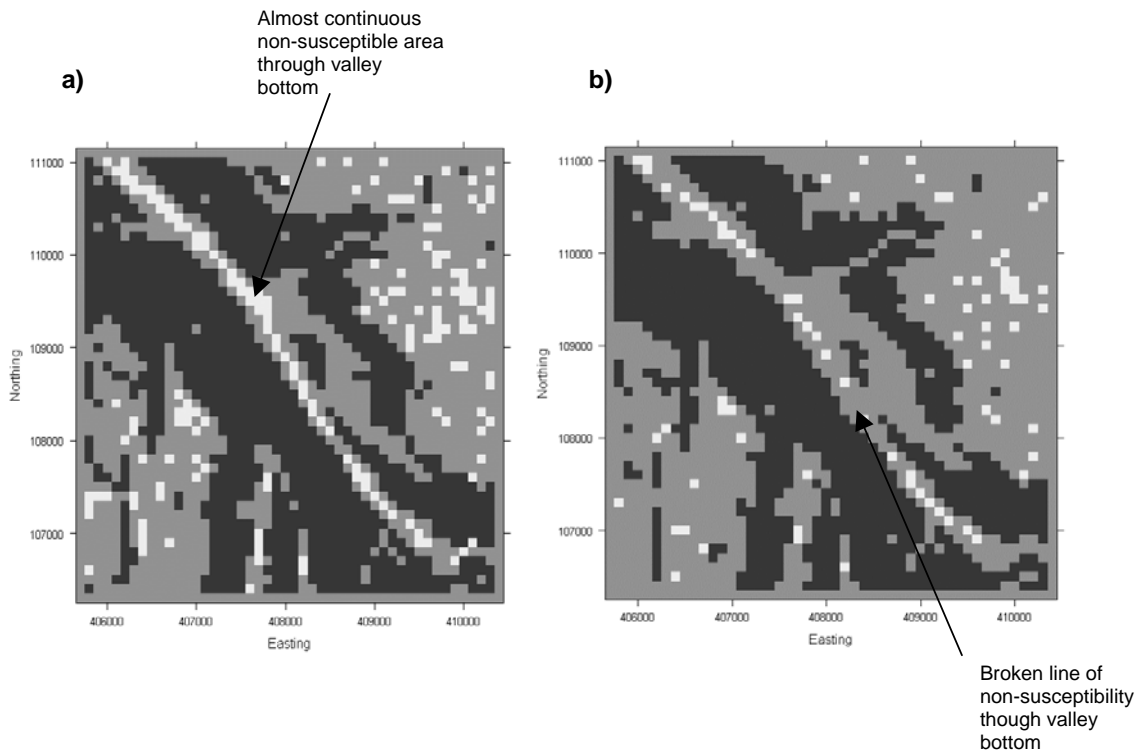 Almost continuous
non-susceptible area
through valley
bottom
a)
111000
110000
109000
108000
107000
Northing
406000 407000 408000 409000 410000
Easting
b)
111000
110000
109000
108000
107000
Northing
406000 407000 408000 409000 410000
Easting
Broken line of
non-susceptibility
though valley
bottom